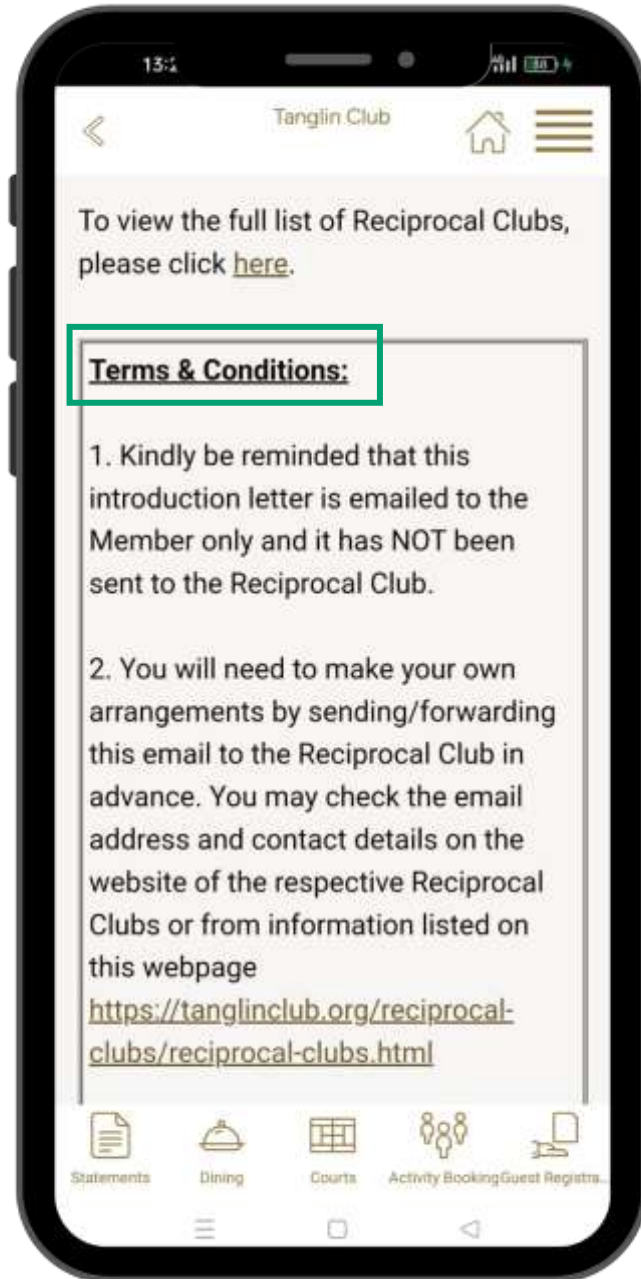 Tanglin Club
To view the full list of Reciprocal Clubs,
please click here.
Terms & Conditions:
1. Kindly be reminded that this
introduction letter is emailed to the
Member only and it has NOT been
sent to the Reciprocal Club.
2. You will need to make your own
arrangements by sending/forwarding
this email to the Reciprocal Club in
advance. You may check the email
address and contact details on the
website of the respective Reciprocal
Clubs or from information listed on
this webpage
https://tanglinclub.org/reciprocal-
clubs/reciprocal-clubs.html
Statements Dining Courts Activity Booking Guest Registra...